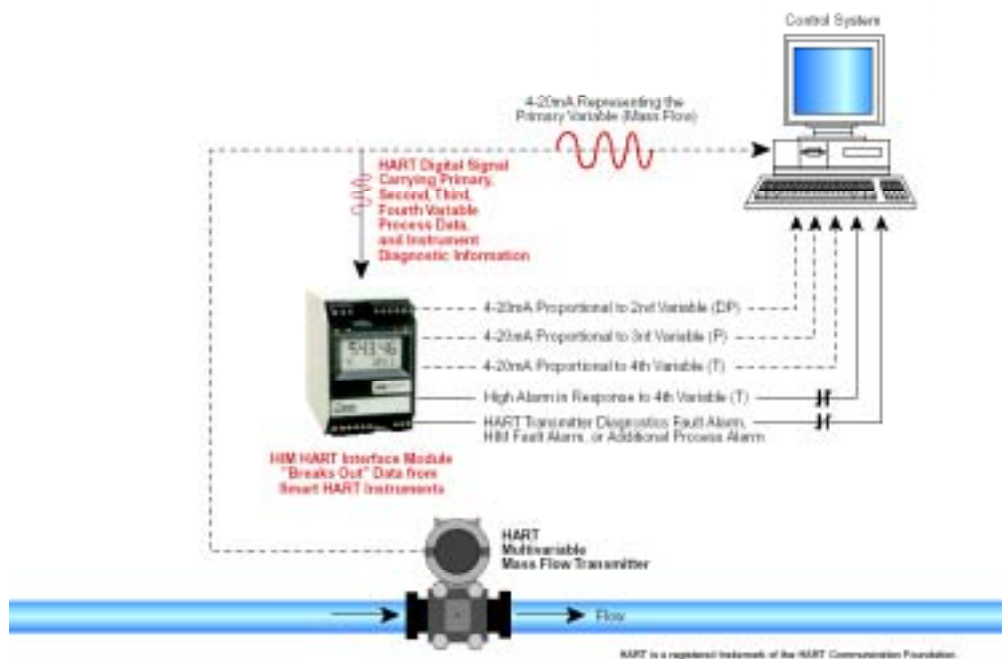 Control System
4-20mA Representing the
Primary Variable (Mass Flow)
HART Digital Signal
Carrying Primary,
Second, Third,
Fourth Variable
Process Data,
and Instrument
Diagnostic Information
4-20mA Proportional to 2nd Variable (DP)
4-20mA Proportional to 3rd Variable (P)
4-20mA Proportional to 4th Variable (T)
High Alarm in Response to 4th Variable (T)
HART Transmitter Diagnostics Fault Alarm,
HIM Fault Alarm, or Additional Process Alarm
HIM HART Interface Module
"Breaks Out" Data from
Smart HART Instruments
HART
Multivariable
Mass Flow Transmitter
Flow
HART is a registered trademark of the HART Communication Foundation.